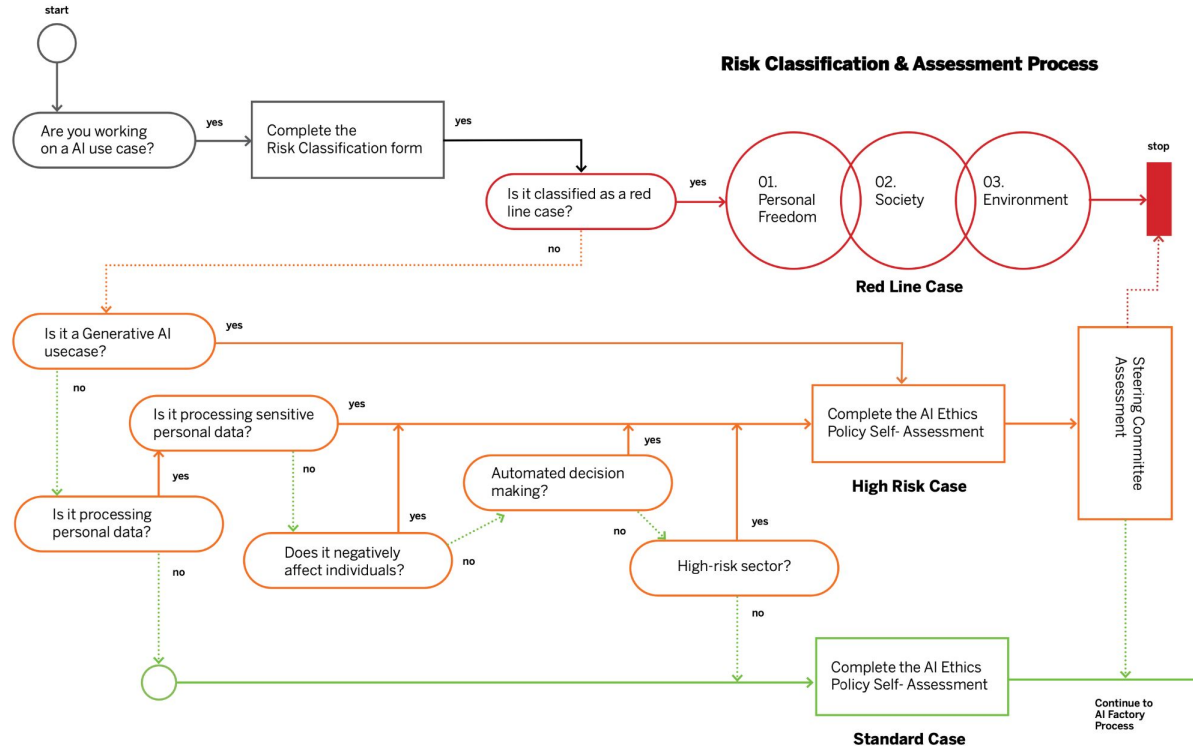 start
Risk Classification & Assessment Process
Are you working
on a AI use case?
yes
Complete the
Risk Classification form
yes
Is it classified as a red
line case?
yes
01.
Personal
Freedom
02.
Society
03.
Environment
stop
no
Red Line Case
Is it a Generative AI
usecase?
yes
no
Is it processing sensitive
personal data?
yes
Complete the AI Ethics
Policy Self- Assessment
Steering Committee
Assessment
yes
no
Automated decision
making?
yes
High Risk Case
Is it processing
personal data?
yes
yes
no
no
Does it negatively
affect individuals?
no
High-risk sector?
no
no
Complete the AI Ethics
Policy Self- Assessment
Continue to
AI Factory
Process
Standard Case